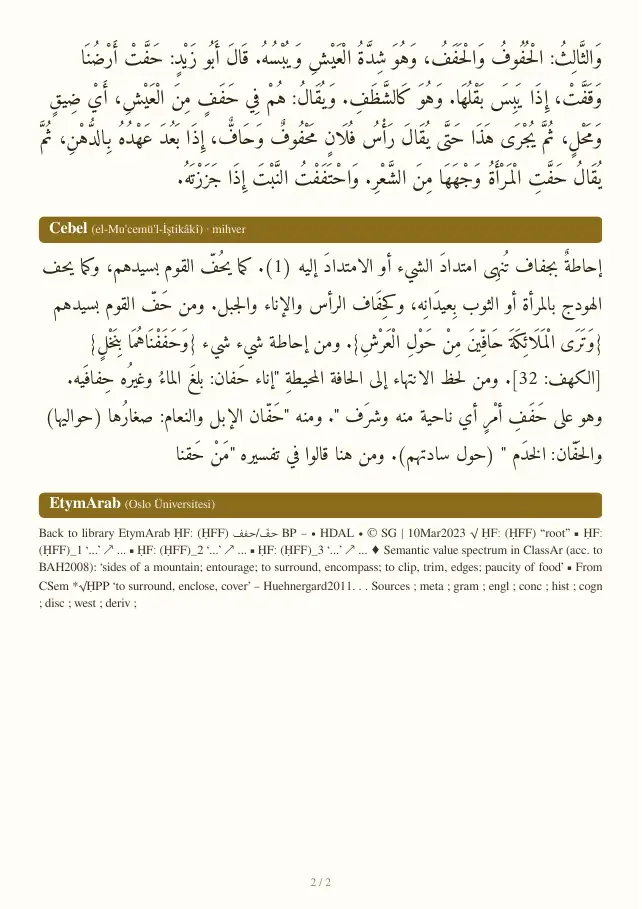 وَالثَّالِثُ: الْحُفُوفُ وَالْحَفَفُ، وَهُوَ شِدَّةُ الْعَيْشِ وَيُبْسُهُ. قَالَ أَبُو زَيْدٍ: حَفَّتْ أَرْضُنَا
وَقَفَّتْ، إِذَا يَبِسَ بَقْلُهَا. وَهُوَ كَالشَّظَفِ. وَيُقَالُ: هُمْ فِي حَفَفٍ مِنَ الْعَيْشِ، أَيْ ضِيقٍ
وَمَحْلٍ، ثُمَّ يُجْرَى هَذَا حَتَّى يُقَالَ رَأْسُ فُلَانٍ مَحْفُوفٌ وَحَافٌّ، إِذَا بَعُدَ عَهْدُهُ بِالدُّهْنِ، ثُمَّ
يُقَالُ حَفَّتِ الْمَرْأَةُ وَجْهَهَا مِنَ الشَّعْرِ. وَاحْتَفَفْتُ النَّبْتَ إِذَا جَزَزْتَهُ.
Cebel (el-Mu'cemü'l-İştikâkî) · mihver
إحاطةٌ بجفاف تُنهِى امتدادَ الشيء أو الامتدادَ إليه (1). كما يحُفّ القوم بسيدهم، وكما يحف
الهودج بالمرأة أو الثوب بِعيدَانِه، وكحِفَاف الرأس والإناء والجبل. ومن حَفّ القوم بسيدهم
{وَتَرَى الْمَلَائِكَةَ حَافِّينَ مِنْ حَوْلِ الْعَرْشِ}. ومن إحاطة شيء شيء {وَحَفَفْنَاهُمَا بِنَخْلٍ}
[الكهف: 32]. ومن لحظ الانتهاء إلى الحافة المحيطةِ "إناء حَفان: بلغَ الماءُ وغيرُه حِفافَيه.
وهو على حَفَفِ أمْرٍ أي ناحية منه وشرَف ". ومنه "حَفّان الإبل والنعام: صغارُها (حواليها)
والحَفّان: الخدَم " (حول سادتهم). ومن هنا قالوا في تفسيره "مَنْ حَفنا
EtymArab (Oslo Üniversitesi)
Back to library EtymArab ḤF: (ḤFF) حفّ/حفف BP – • HDAL • © SG | 10Mar2023 √ ḤF: (ḤFF) “root” ▪ ḤF:
(ḤFF)_1 ‘...’ ↗ ... ▪ ḤF: (ḤFF)_2 ‘...’ ↗ ... ▪ ḤF: (ḤFF)_3 ‘...’ ↗ ... ♦ Semantic value spectrum in ClassAr (acc. to
BAH2008): ‘sides of a mountain; entourage; to surround, encompass; to clip, trim, edges; paucity of food’ ▪ From
CSem *√ḤPP ‘to surround, enclose, cover’ – Huehnergard2011. . . Sources ; meta ; gram ; engl ; conc ; hist ; cogn
; disc ; west ; deriv ;
2 / 2